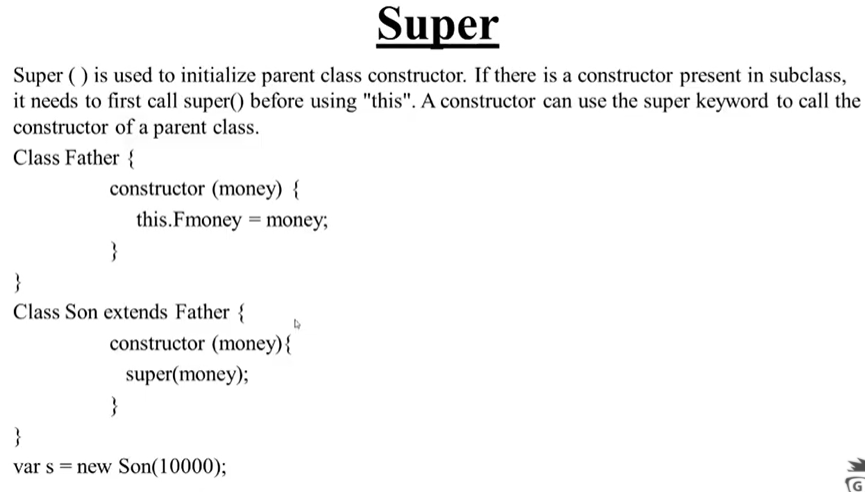 Super
Super ( ) is used to initialize parent class constructor. If there is a constructor present in subclass,
it needs to first call super() before using "this". A constructor can use the super keyword to call the
constructor of a parent class.
Class Father {
constructor (money) {
this.Fmoney = money;
}
}
Class Son extends Father {
constructor (money){
super(money);
}
}
var s = new Son(10000);
G